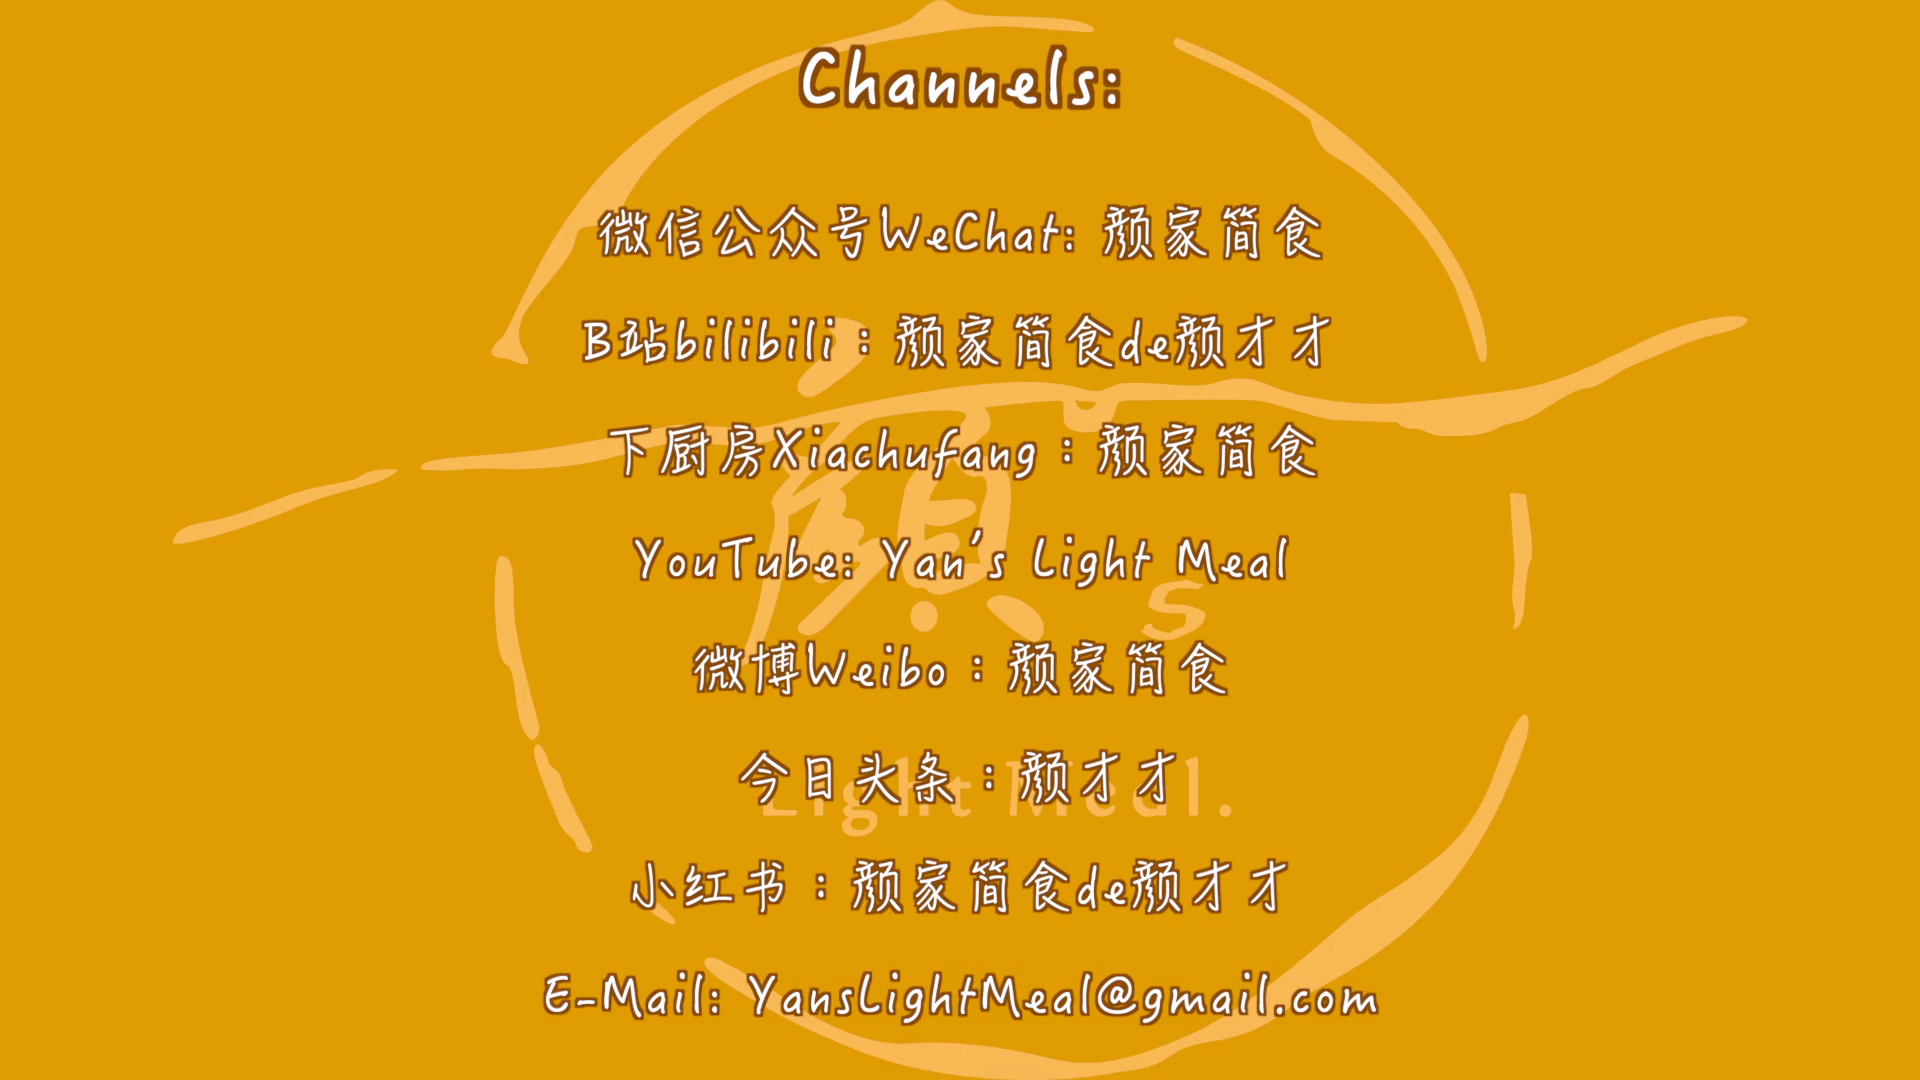 Channels:
微信公众号WeChat: 颜家简食
B站bilibili：颜家简食de颜才才
下厨房Xiachufang：颜家简食
YouTube: Yan's Light Meal
微博Weibo：颜家简食
今日头条：颜才才
小红书：颜家简食de颜才才
E-Mail: YansLightMeal@gmail.com
顏's
Light Meal.